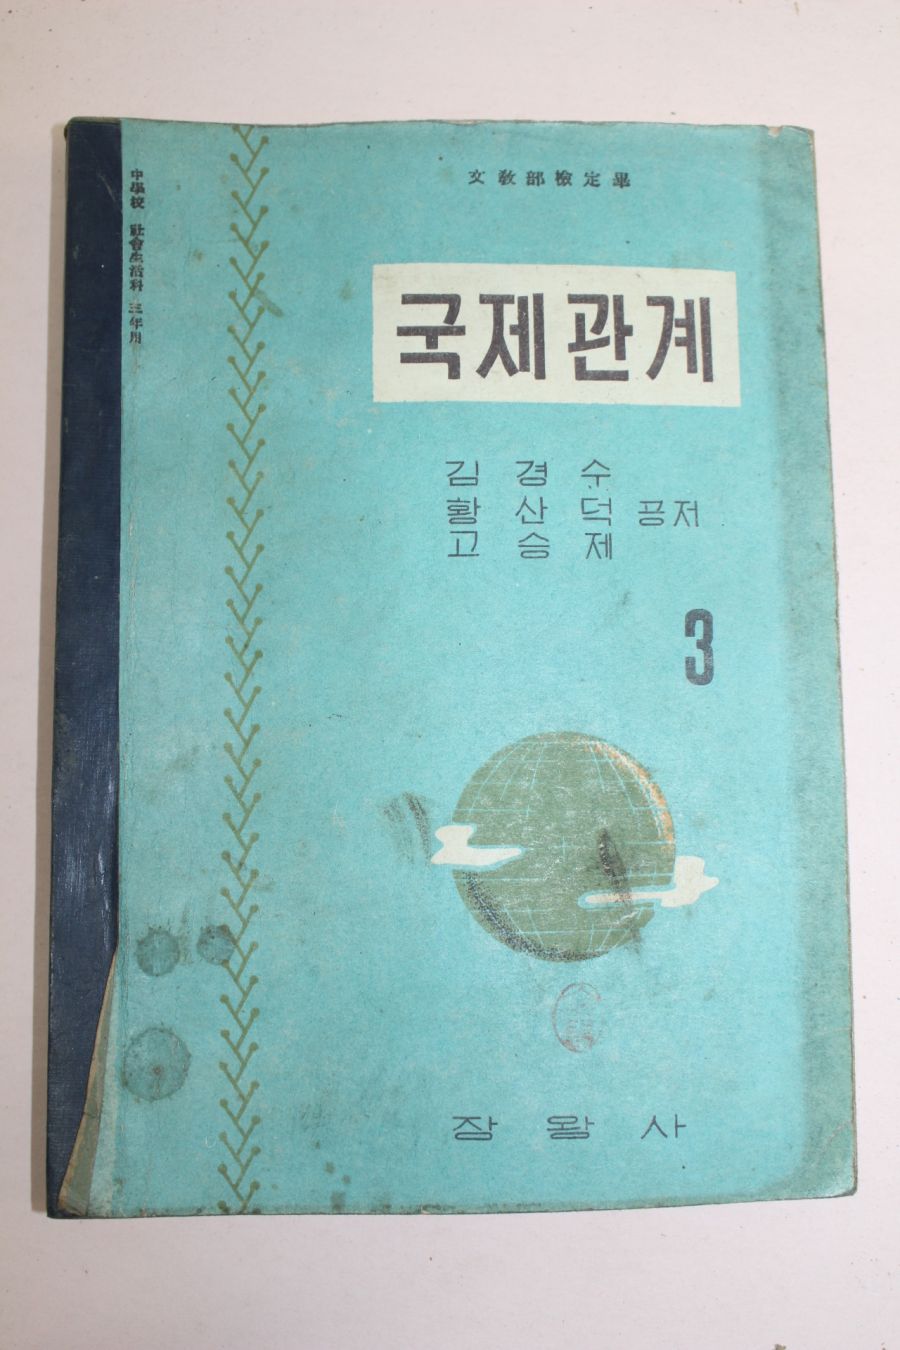 中學校 社會生活科 三年用
文敎部檢定畢
국제관계
김경수
황산덕 공저
고승제
3
장왕사